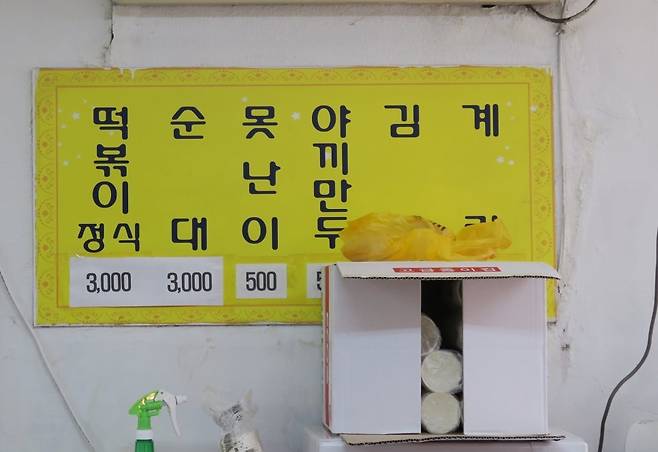 떡볶이
정식
3,000
순대
3,000
못난이
500
야끼만두
김
계